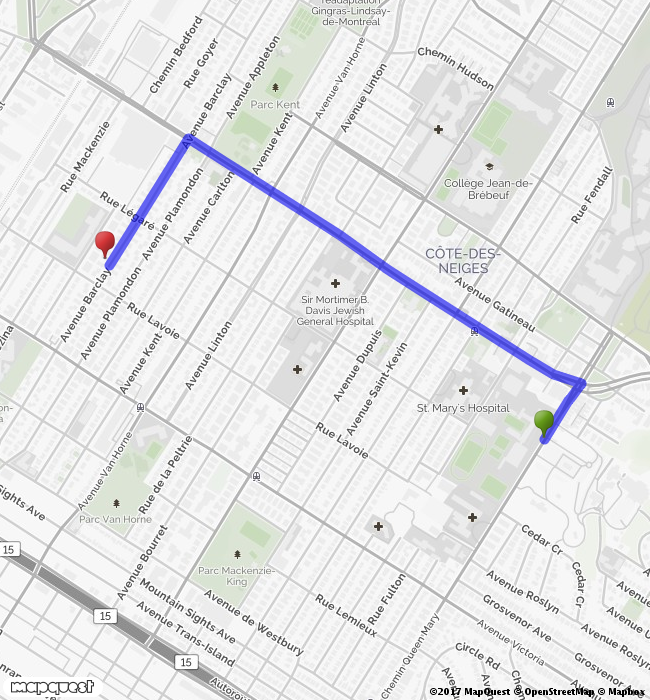 réadaptation
Gingras-Lindsay-
de-Montréal
Chemin Bedford
Rue Goyer
Avenue Appleton
Avenue Barclay
Avenue Van-Horne
Avenue Linton
Chemin Hudson
Parc Kent
Avenue Kent
Rue Mackenzie
Collège Jean-de-
Brébeuf
Rue Fendall
Avenue Plamondon
Avenue Carlton
Rue Légaré
CÔTE-DES-
NEIGES
Avenue Gatineau
Avenue Barclay
Avenue Plamondon
Sir Mortimer B.
Davis Jewish
General Hospital
Rue Lavoie
Avenue Kent
Avenue Linton
Avenue Dupuis
Avenue Saint-Kevin
St. Mary's Hospital
Rue Lavoie
Avenue Van Horne
Rue de la Peltrie
Sights Ave
Parc Van Horne
15
Avenue Bourret
Parc Mackenzie-
King
Cedar Cr
Cedar Cr
Mountain Sights Ave
Avenue de Westbury
Rue Lemieux
Rue Fulton
Avenue Roslyn
Grosvenor Ave
Avenue Victoria
Avenue Roslyn
15
Avenue Trans-Island
Chemin Queen-Mary
Circle Rd
Grosvenor Ave
15
mapquest
©2017 MapQuest © OpenStreetMap © Mapbox